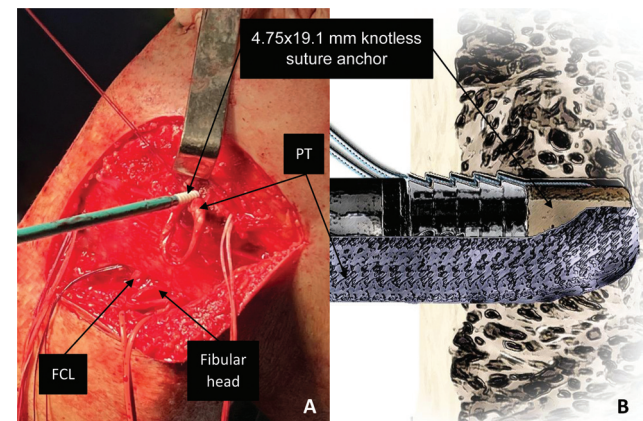 4.75x19.1 mm knotless
suture anchor
PT
FCL
Fibular
head
A
B